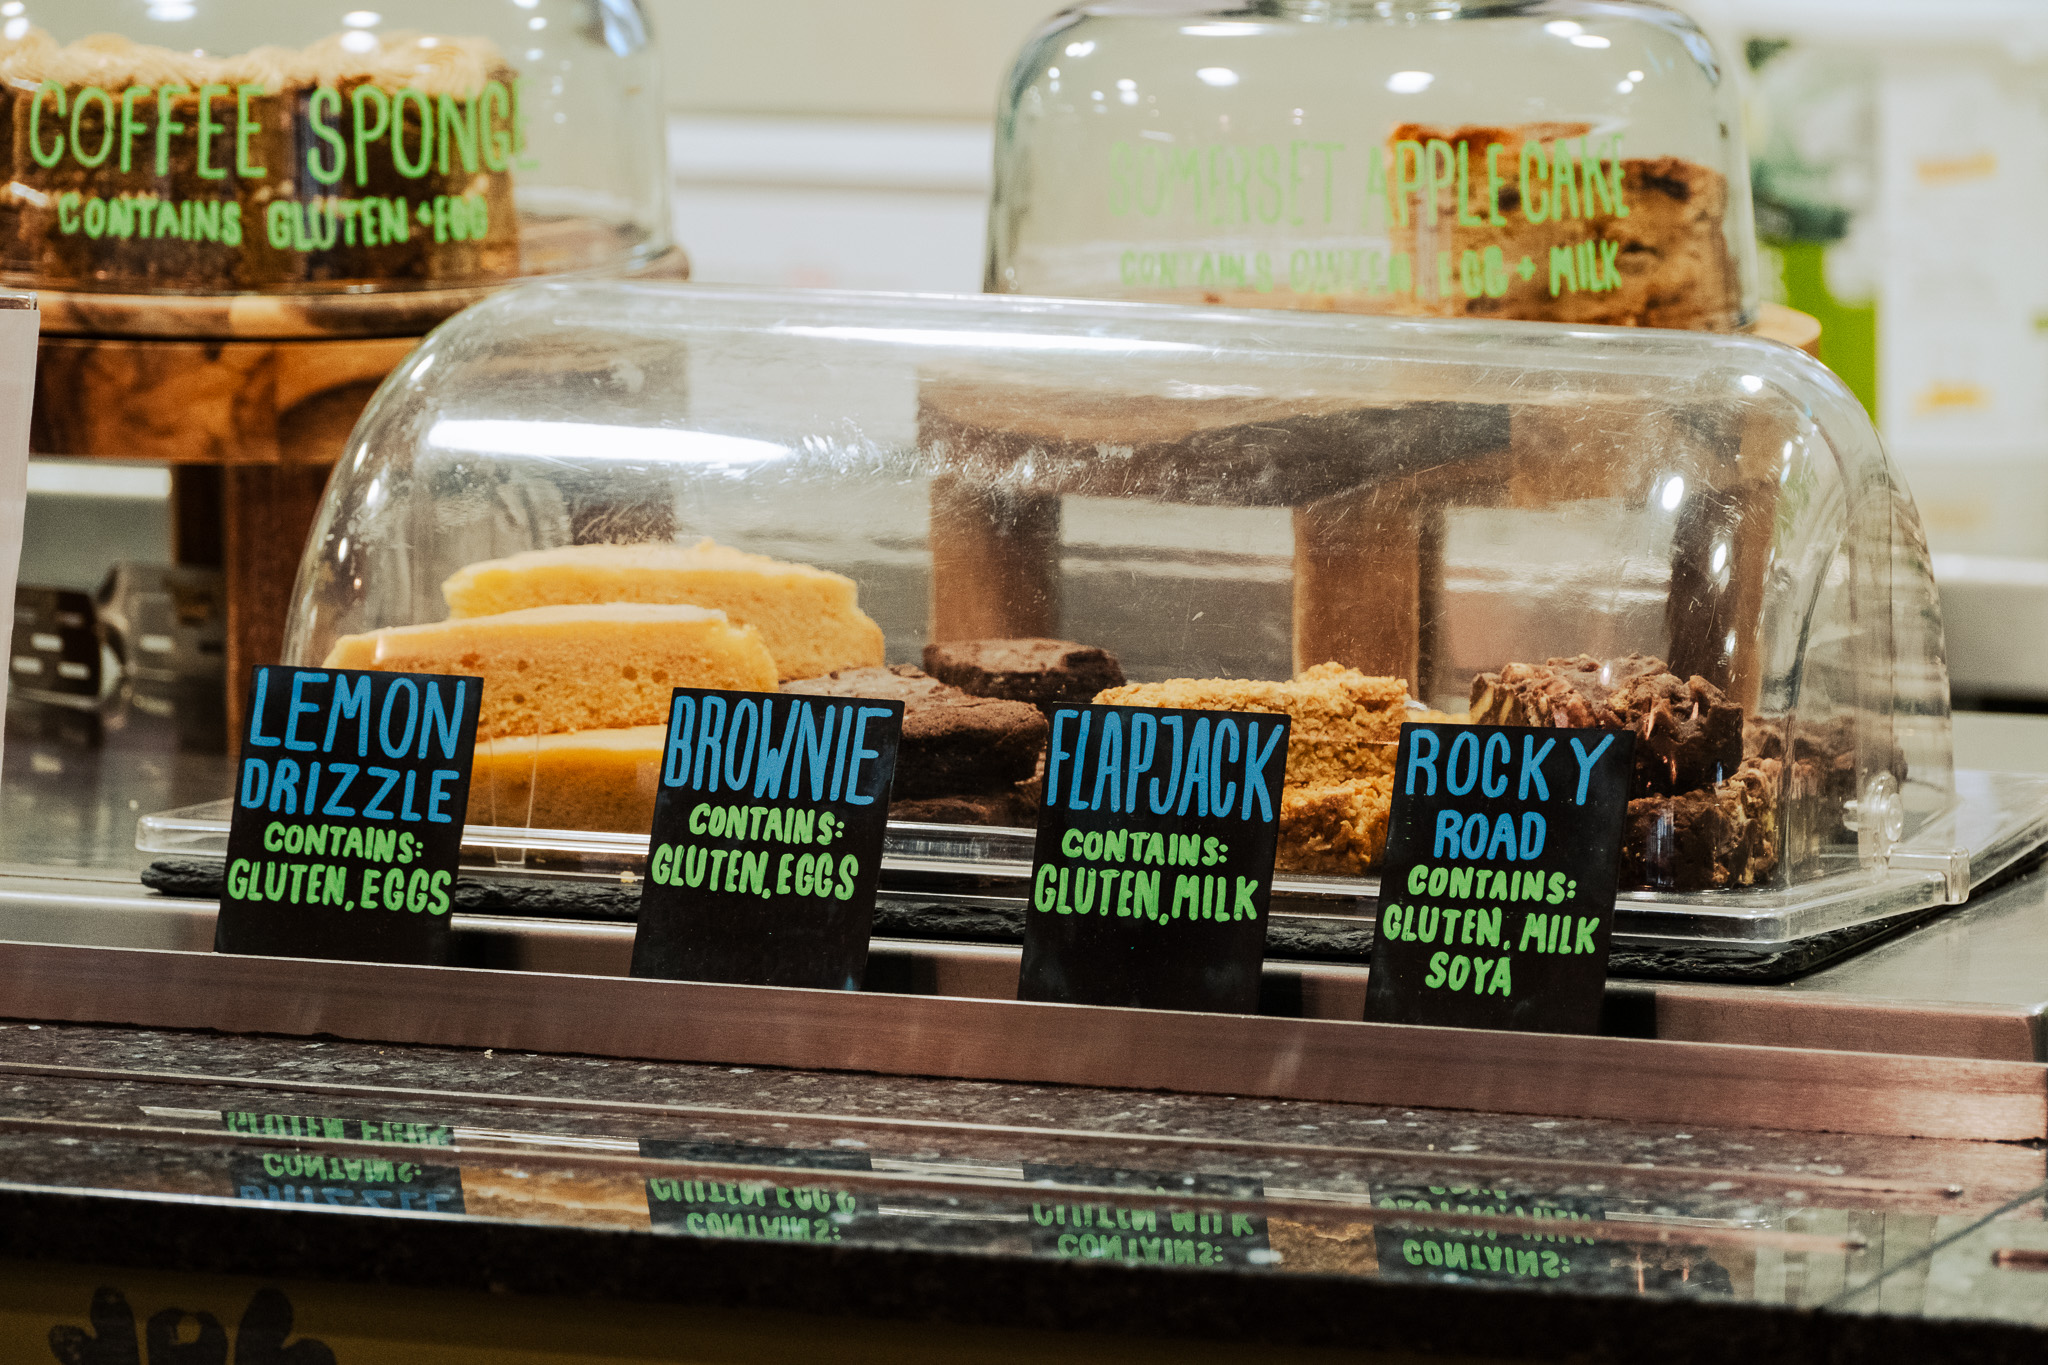 COFFEE SPONGE
CONTAINS GLUTEN + EGG
SOMERSET APPLE CAKE
CONTAINS GLUTEN, EGG + MILK
LEMON
DRIZZLE
CONTAINS:
GLUTEN, EGGS
BROWNIE
CONTAINS:
GLUTEN, EGGS
FLAPJACK
CONTAINS:
GLUTEN, MILK
ROCKY
ROAD
CONTAINS:
GLUTEN, MILK
SOYA